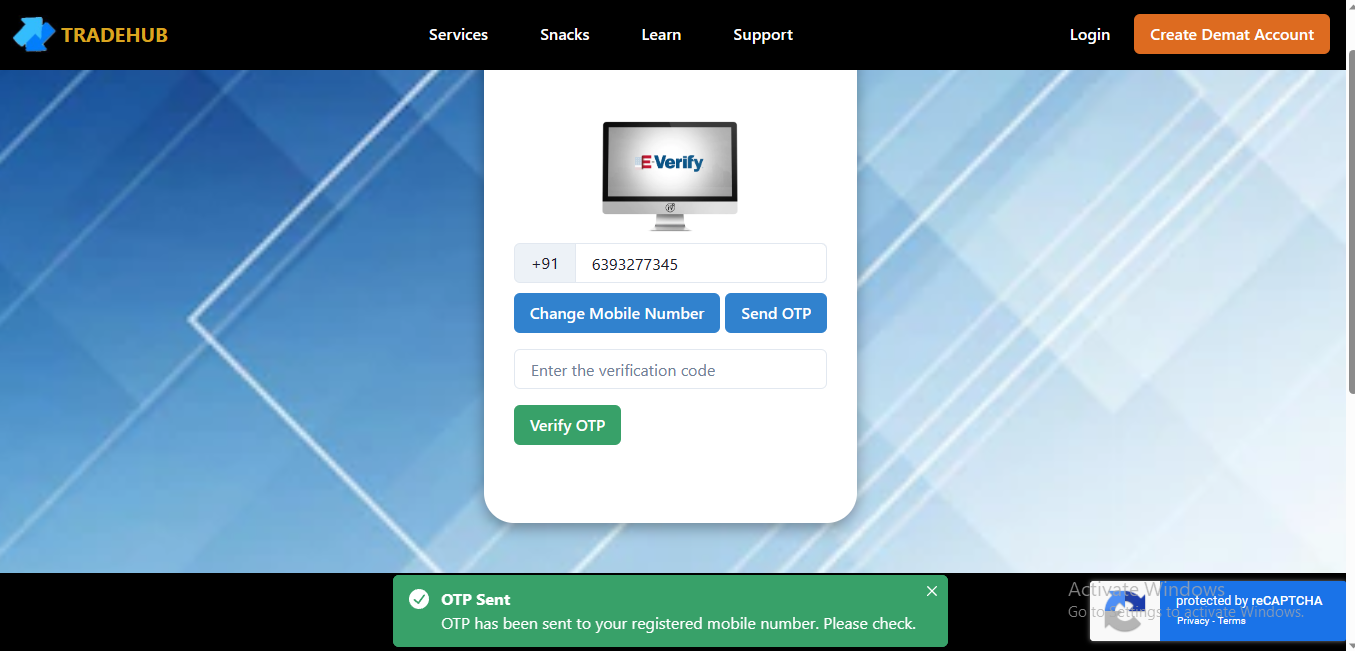 TRADEHUB
Services Snacks Learn Support
Login Create Demat Account
E-Verify
+91 6393277345
Change Mobile Number Send OTP
Enter the verification code
Verify OTP
OTP Sent
OTP has been sent to your registered mobile number. Please check.
Activate Windows
Go to Settings to activate Windows.
protected by reCAPTCHA
Privacy - Terms